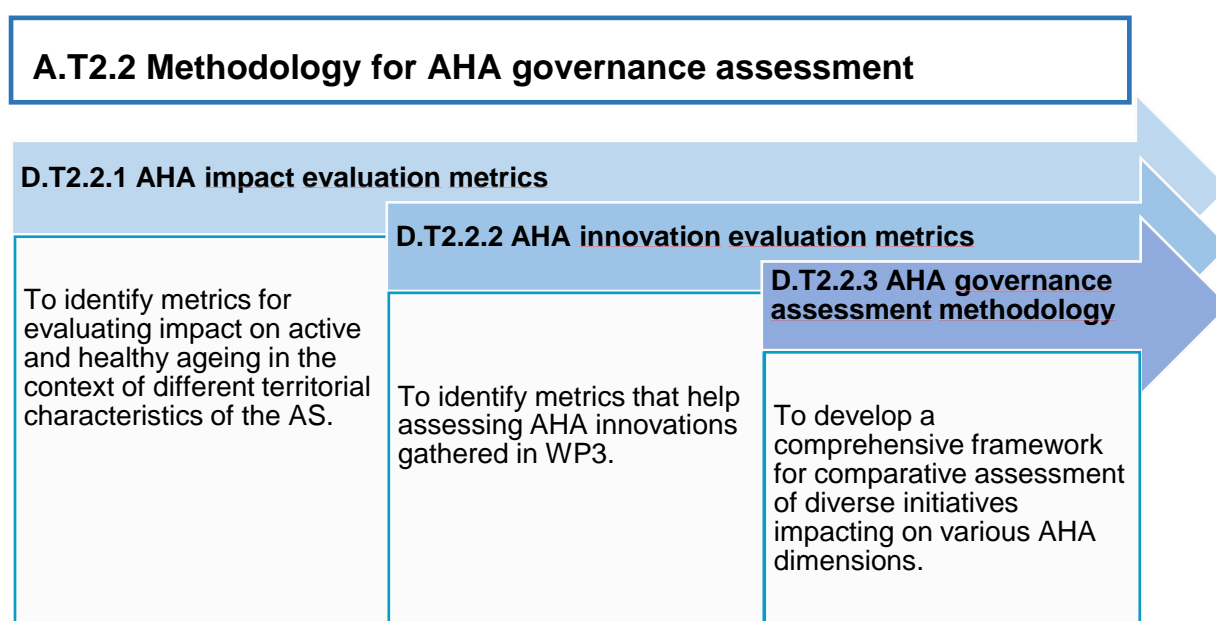 A.T2.2 Methodology for AHA governance assessment
D.T2.2.1 AHA impact evaluation metrics
To identify metrics for
evaluating impact on active
and healthy ageing in the
context of different territorial
characteristics of the AS.
D.T2.2.2 AHA innovation evaluation metrics
To identify metrics that help
assessing AHA innovations
gathered in WP3.
D.T2.2.3 AHA governance
assessment methodology
To develop a
comprehensive framework
for comparative assessment
of diverse initiatives
impacting on various AHA
dimensions.